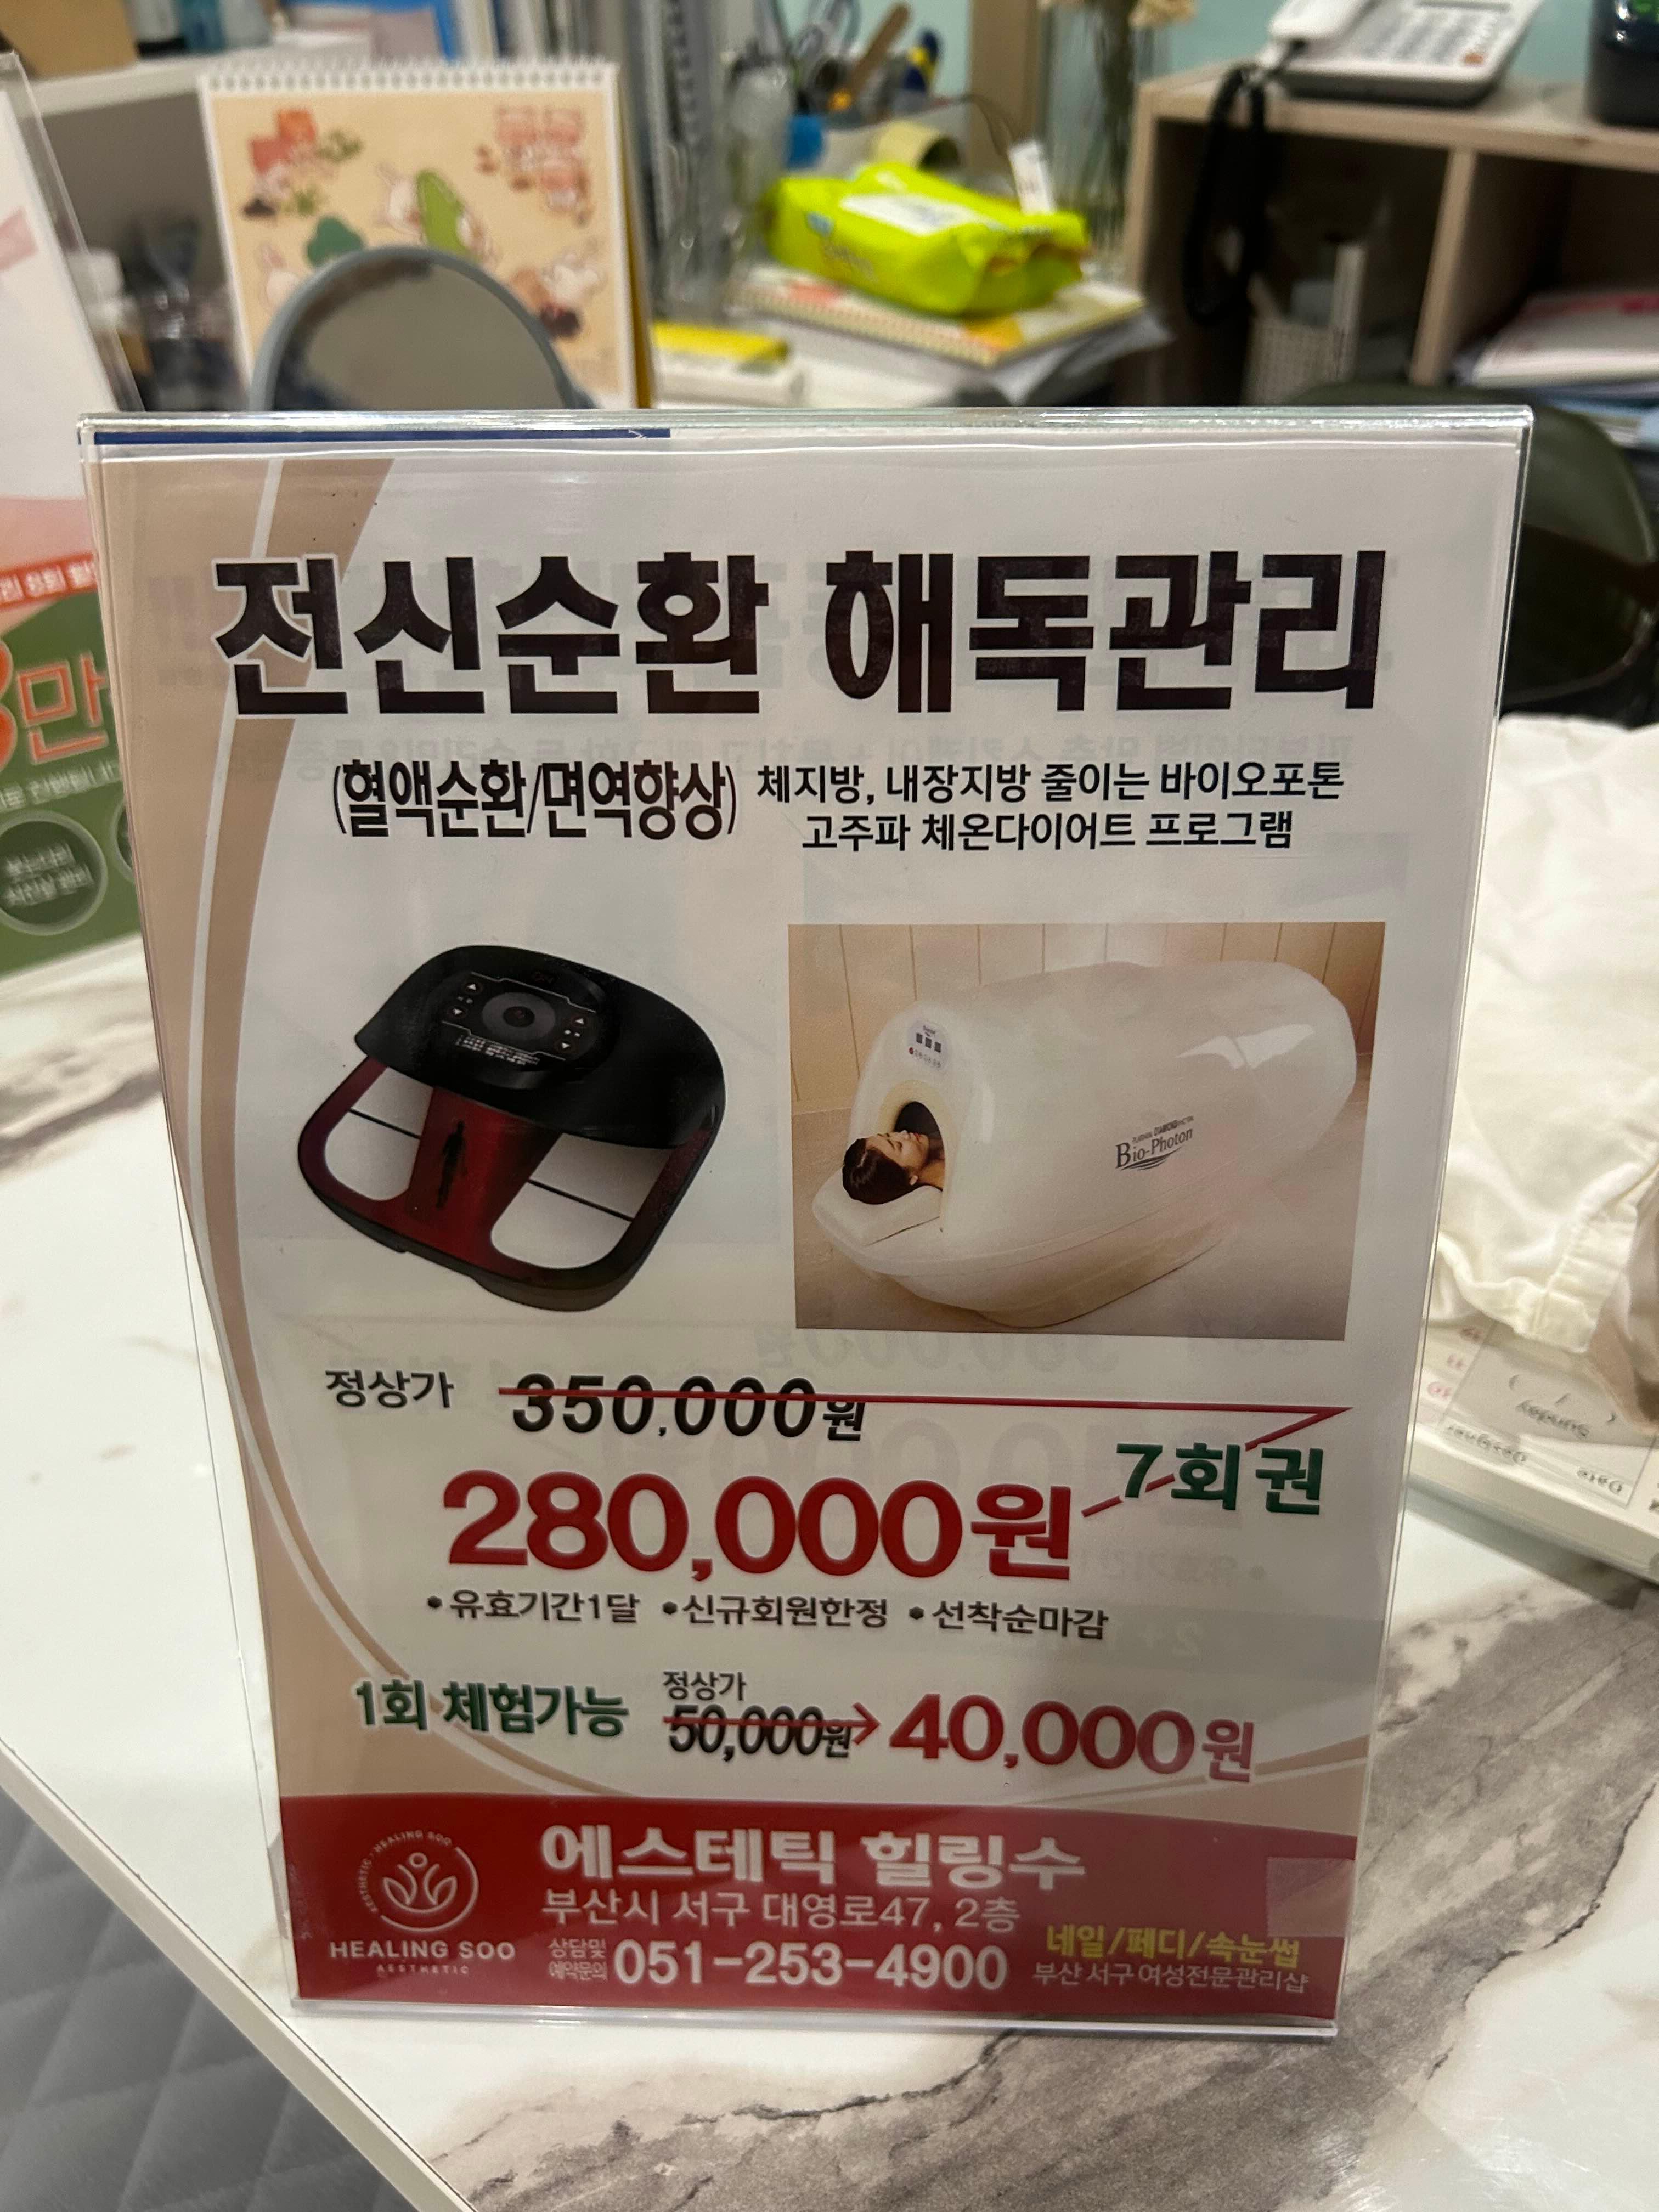 전신순환 해독관리
(혈액순환/면역향상)
체지방, 내장지방 줄이는 바이오포톤
고주파 체온다이어트 프로그램
Bio-Photon
정상가 350,000원
280,000원 7회권
•유효기간1달 •신규회원한정 •선착순마감
1회 체험가능 정상가 50,000원 → 40,000원
HEALING SOO
AESTHETIC
에스테틱 힐링수
부산시 서구 대영로47, 2층
상담및 예약문의 051-253-4900
네일/페디/속눈썹
부산 서구 여성전문관리샵
만
Sunday
Designer
Date